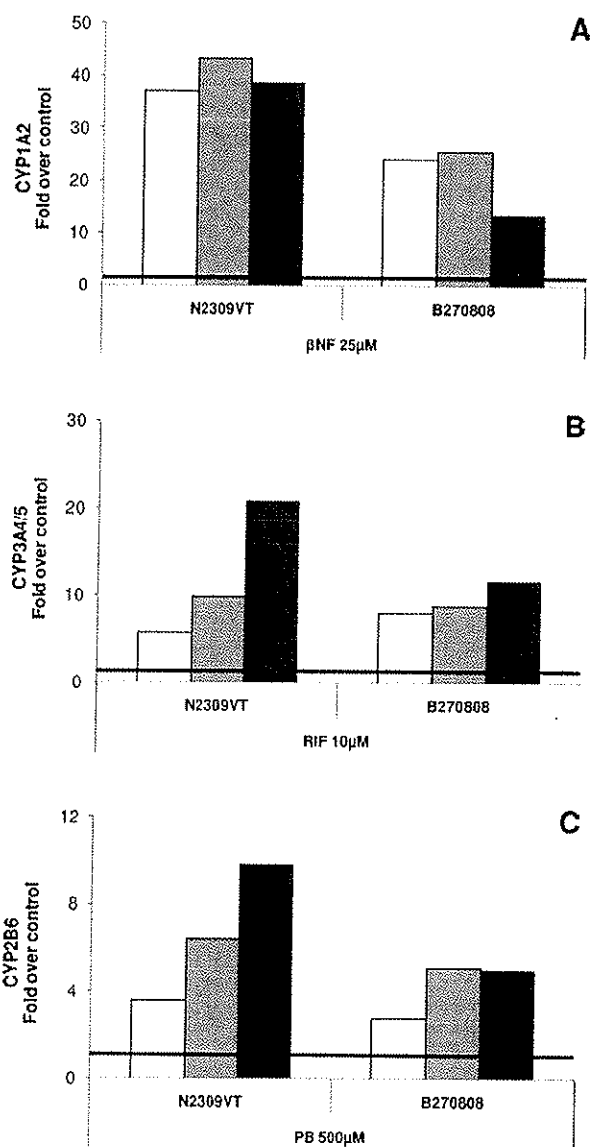 A
CYP1A2
Fold over control
50
40
30
20
10
0
N2309VT
B270808
βNF 25µM
B
CYP3A4/5
Fold over control
30
20
10
0
N2309VT
B270808
RIF 10µM
C
CYP2B6
Fold over control
12
8
4
0
N2309VT
B270808
PB 500µM